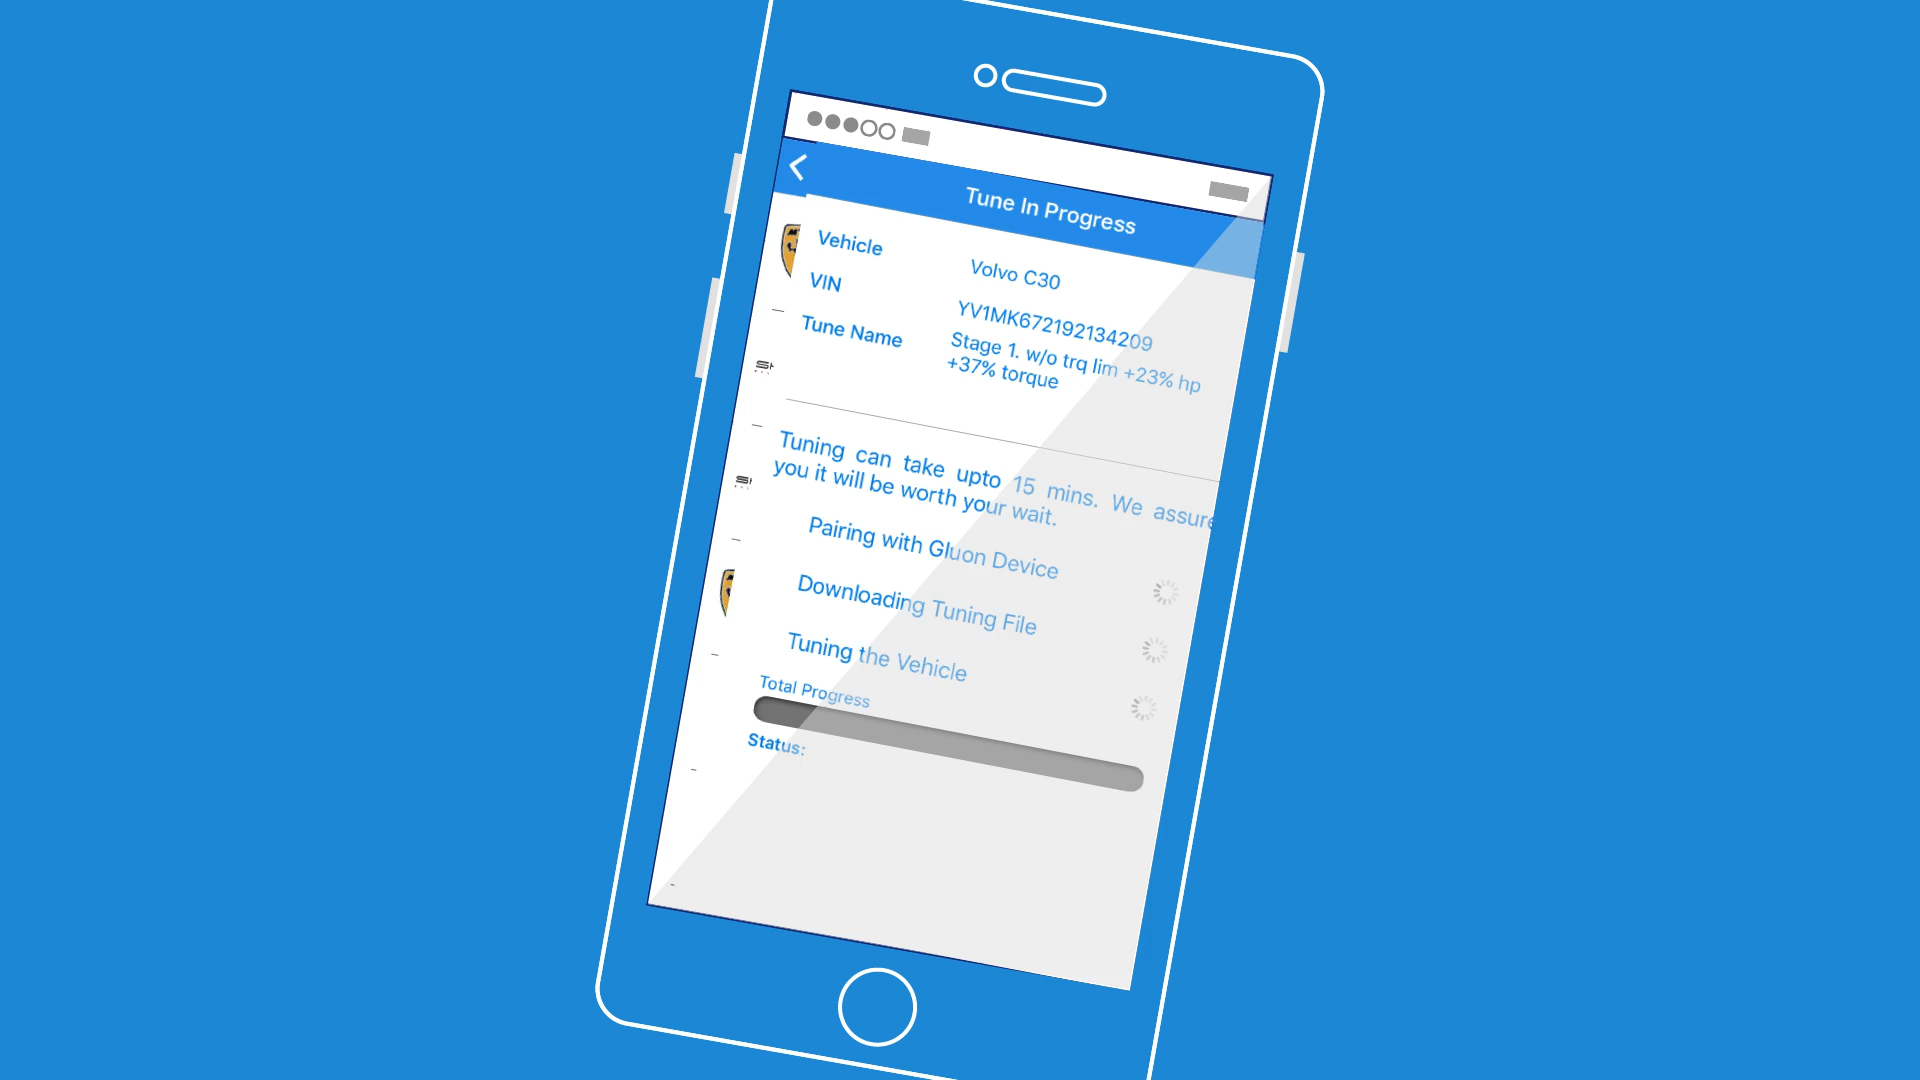 Tune In Progress
Vehicle Volvo C30
VIN YV1MK672192134209
Tune Name Stage 1. w/o trq lim +23% hp
+37% torque
Tuning can take upto 15 mins. We assure
you it will be worth your wait.
Pairing with Gluon Device
Downloading Tuning File
Tuning the Vehicle
Total Progress
Status: